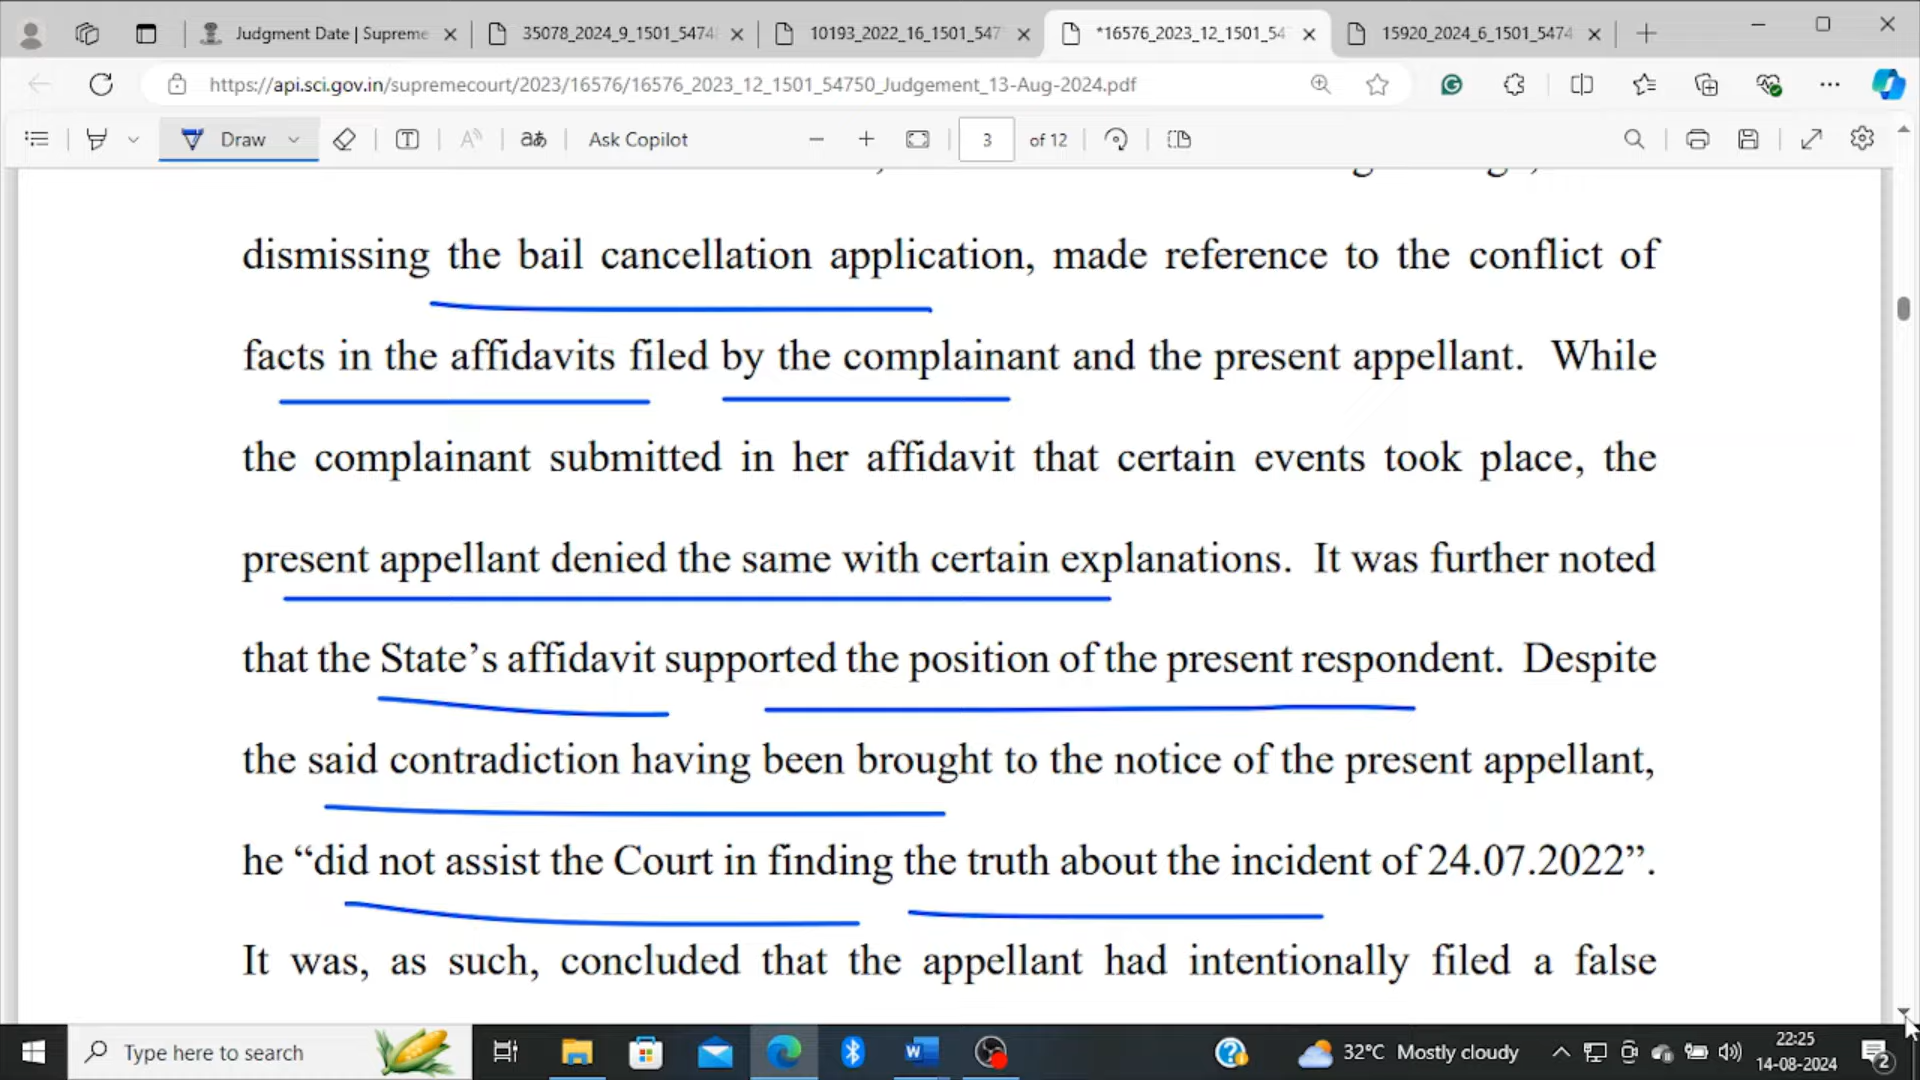 Judgment Date | Supreme
35078_2024_9_1501_5474
10193_2022_16_1501_547
*16576_2023_12_1501_54
15920_2024_6_1501_5474
https://api.sci.gov.in/supremecourt/2023/16576/16576_2023_12_1501_54750_Judgement_13-Aug-2024.pdf
Draw
Ask Copilot
3 of 12
dismissing the bail cancellation application, made reference to the conflict of
facts in the affidavits filed by the complainant and the present appellant. While
the complainant submitted in her affidavit that certain events took place, the
present appellant denied the same with certain explanations. It was further noted
that the State’s affidavit supported the position of the present respondent. Despite
the said contradiction having been brought to the notice of the present appellant,
he “did not assist the Court in finding the truth about the incident of 24.07.2022”.
It was, as such, concluded that the appellant had intentionally filed a false
Type here to search
32°C Mostly cloudy
22:25
14-08-2024
2